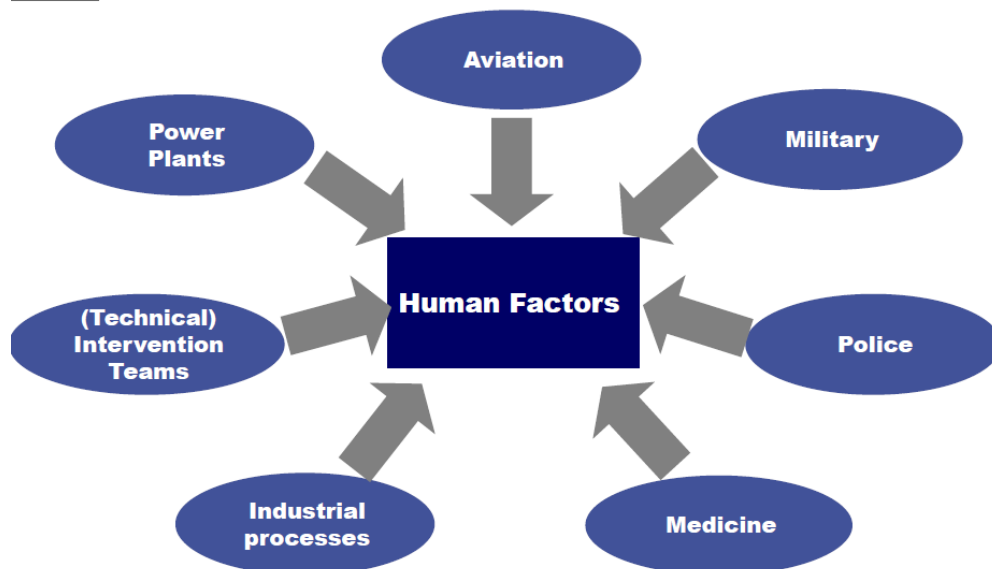 Aviation
Power
Plants
Military
Human Factors
(Technical)
Intervention
Teams
Police
Industrial
processes
Medicine